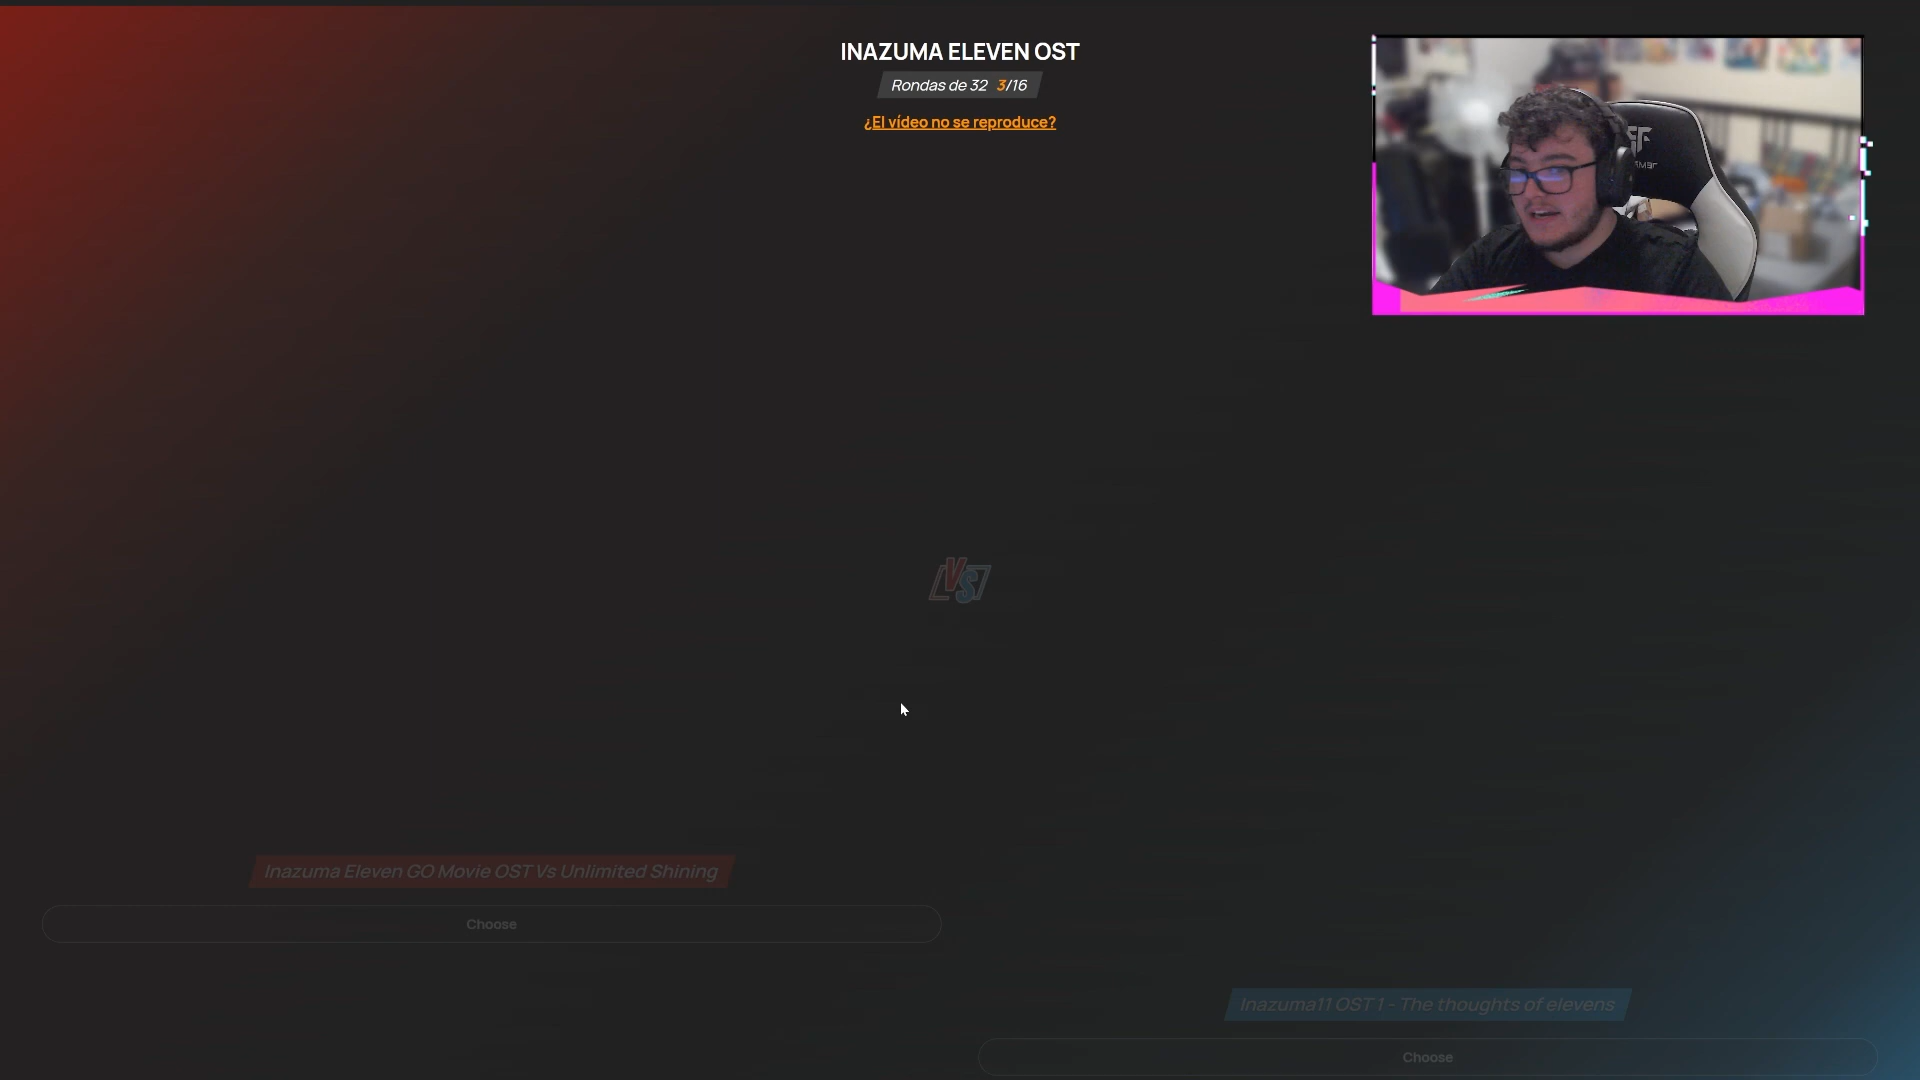 INAZUMA ELEVEN OST
Rondas de 32 3/16
¿El vídeo no se reproduce?
VS
Inazuma Eleven GO Movie OST Vs Unlimited Shining
Choose
Inazuma11 OST 1 - The thoughts of elevens
Choose